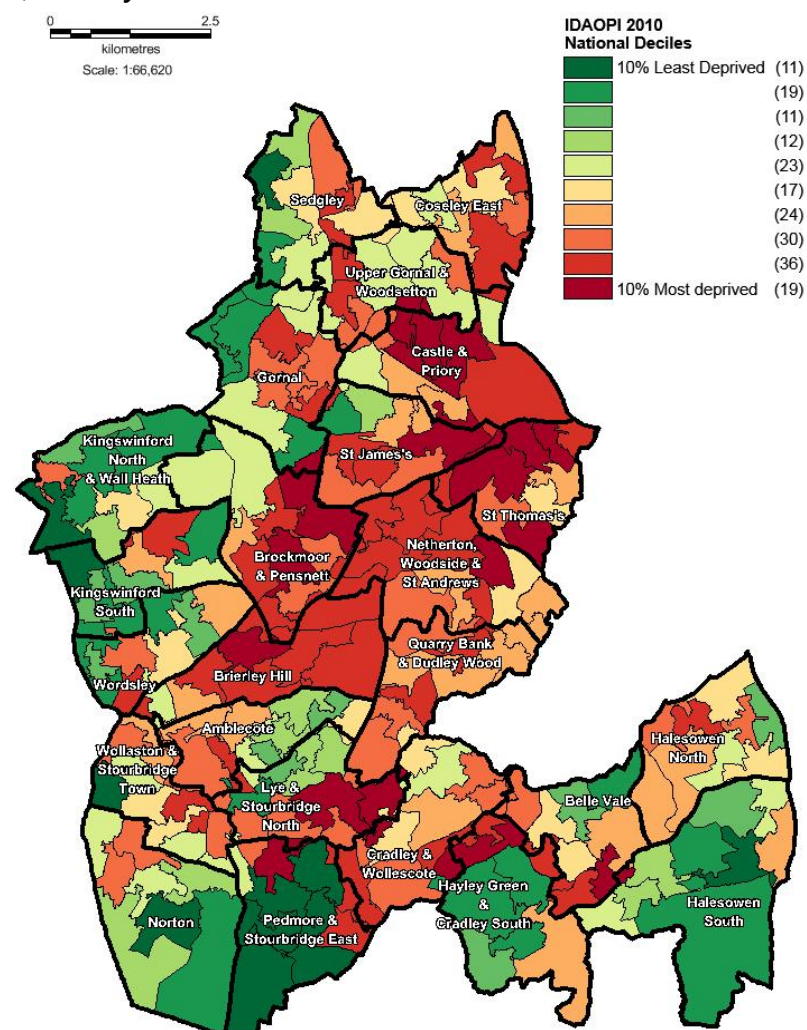 0 2.5
kilometres
Scale: 1:66,620
IDAOPI 2010
National Deciles
10% Least Deprived (11)
(19)
(11)
(12)
(23)
(17)
(24)
(30)
(36)
10% Most deprived (19)
Sedgley
Coseley East
Upper Gornal &
Woodsetton
Castle &
Priory
Gornal
Kingswinford
North
& Wall Heath
St James's
St Thomas's
Brockmoor
& Pensnett
Netherton,
Woodside &
St Andrews
Kingswinford
South
Quarry Bank
& Dudley Wood
Wordsley
Brierley Hill
Amblecote
Wollaston &
Stourbridge
Town
Halesowen
North
Lye &
Stourbridge
North
Belle Vale
Cradley &
Wollescote
Hayley Green
&
Cradley South
Halesowen
South
Norton
Pedmore &
Stourbridge East